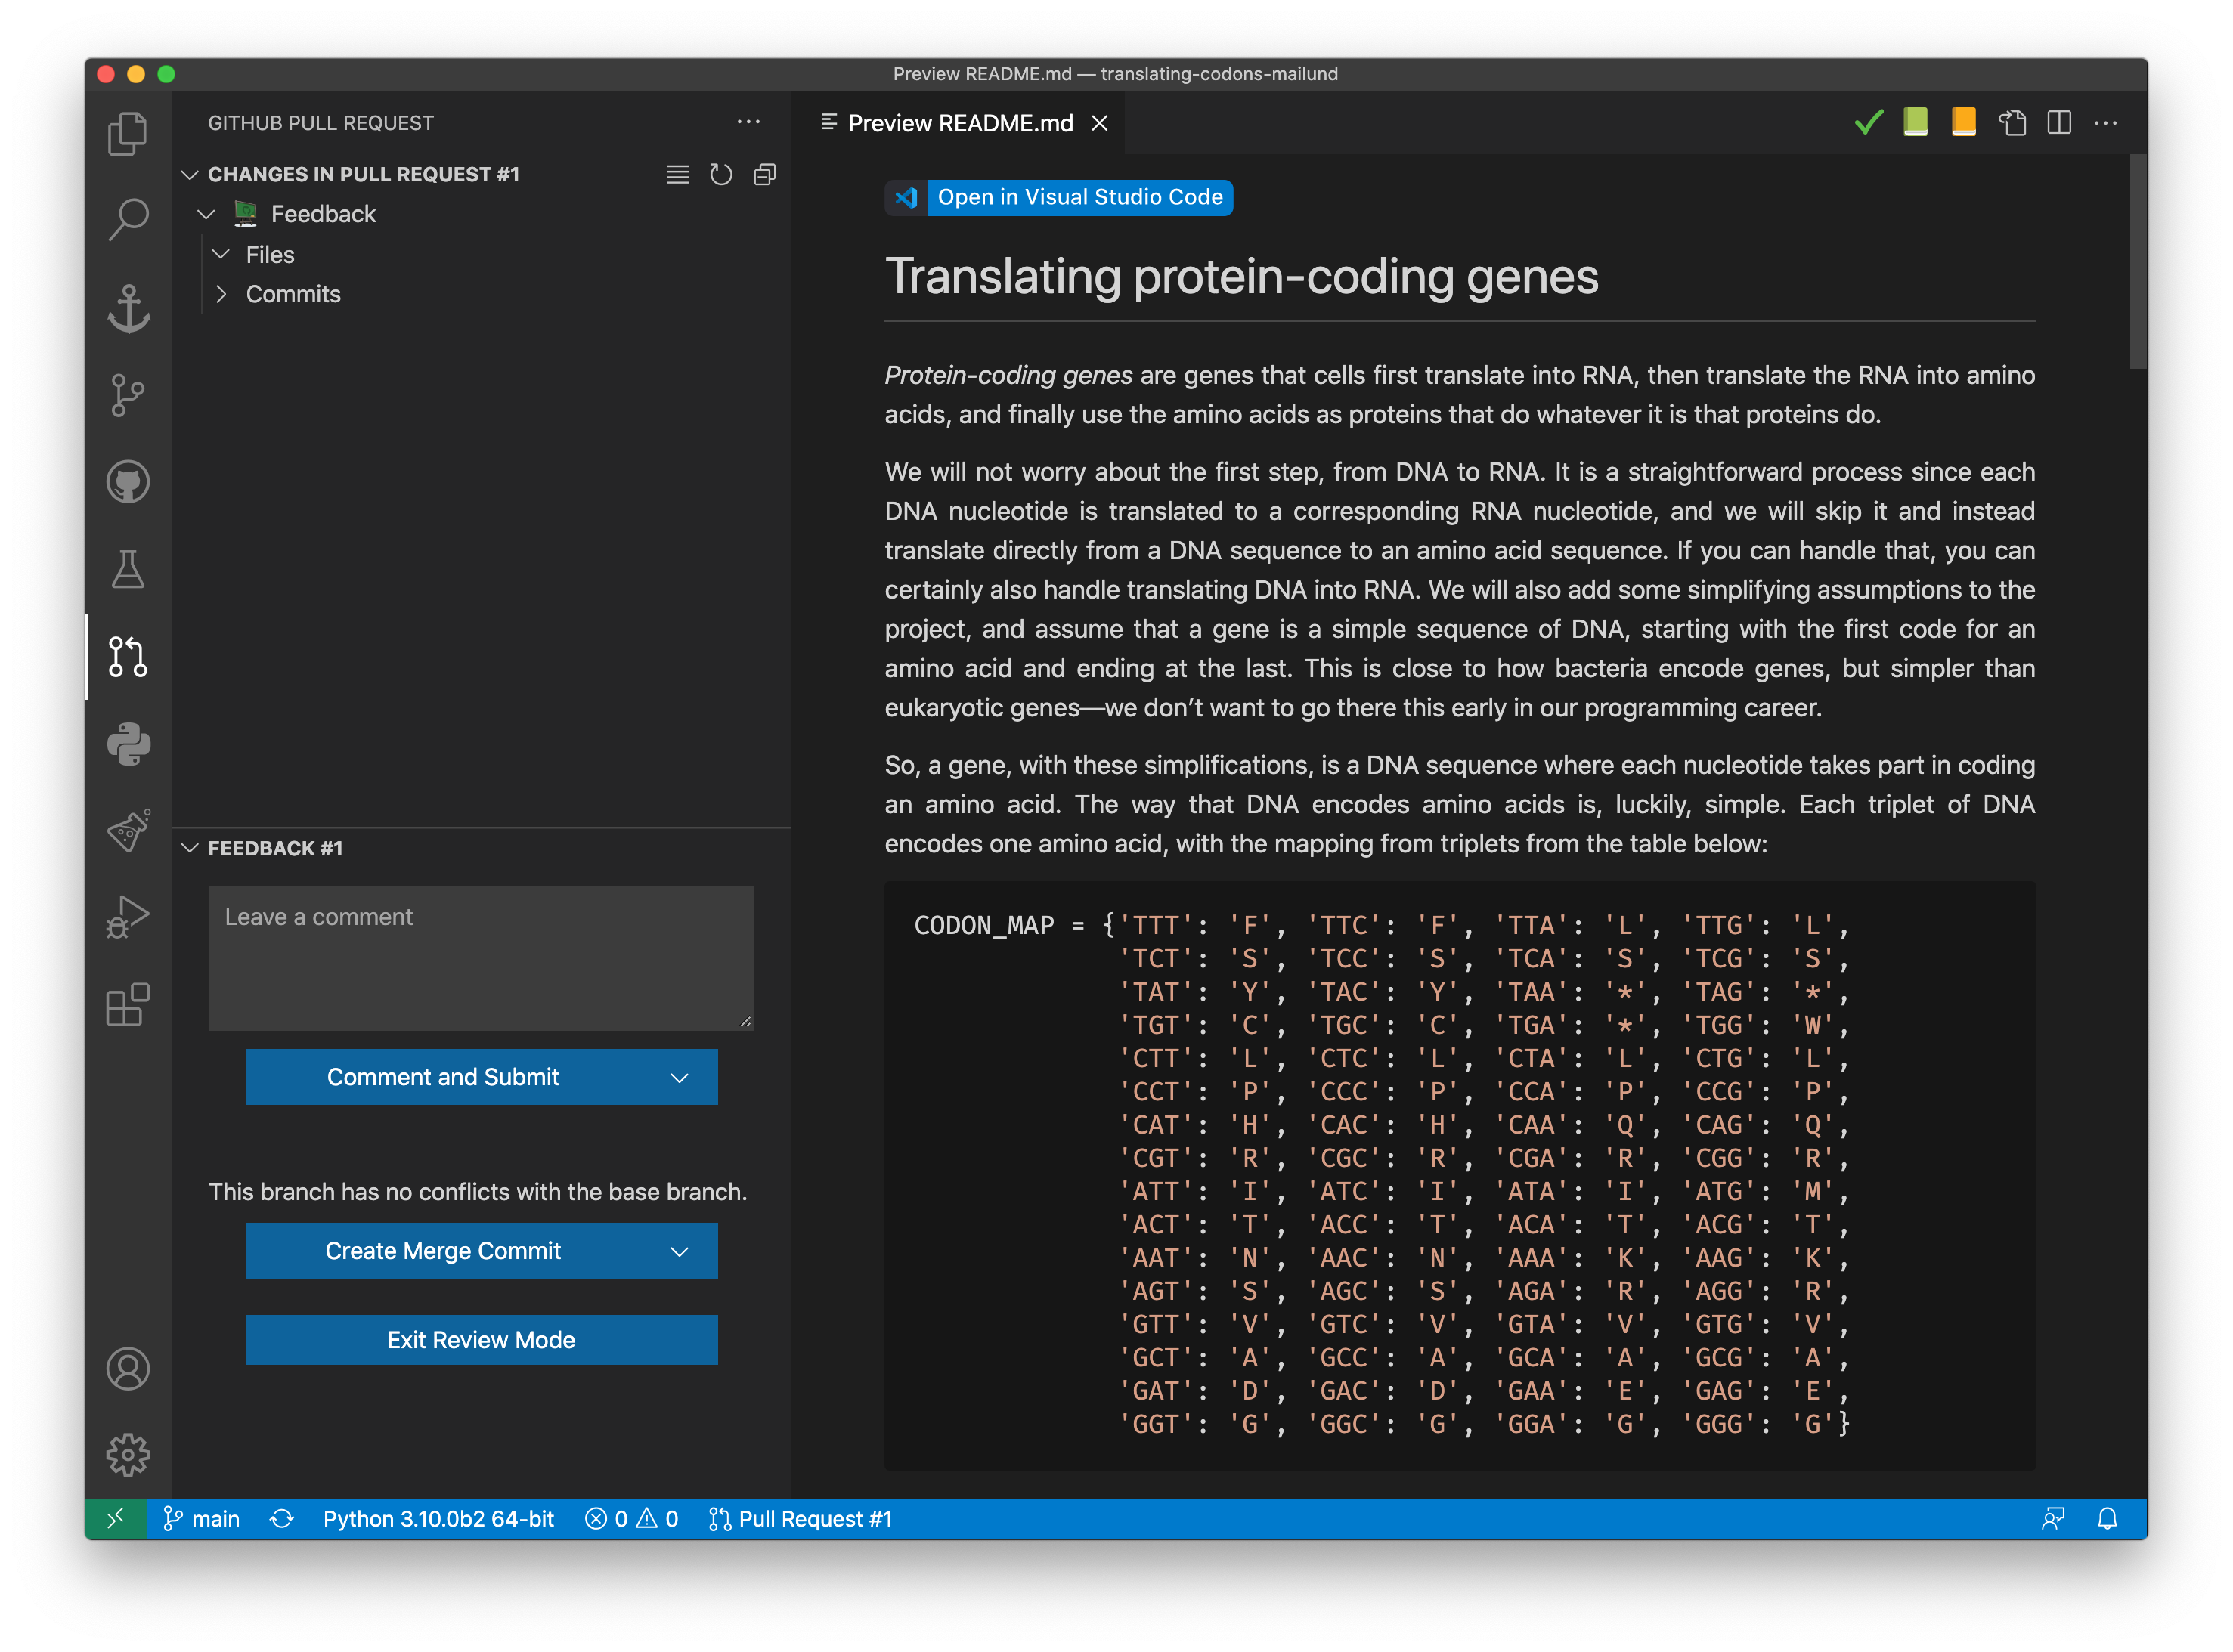 Preview README.md — translating-codons-mailund
GITHUB PULL REQUEST
CHANGES IN PULL REQUEST #1
Feedback
Files
Commits
FEEDBACK #1
Leave a comment
Comment and Submit
This branch has no conflicts with the base branch.
Create Merge Commit
Exit Review Mode
Preview README.md
Open in Visual Studio Code
Translating protein-coding genes
Protein-coding genes are genes that cells first translate into RNA, then translate the RNA into amino
acids, and finally use the amino acids as proteins that do whatever it is that proteins do.
We will not worry about the first step, from DNA to RNA. It is a straightforward process since each
DNA nucleotide is translated to a corresponding RNA nucleotide, and we will skip it and instead
translate directly from a DNA sequence to an amino acid sequence. If you can handle that, you can
certainly also handle translating DNA into RNA. We will also add some simplifying assumptions to the
project, and assume that a gene is a simple sequence of DNA, starting with the first code for an
amino acid and ending at the last. This is close to how bacteria encode genes, but simpler than
eukaryotic genes—we don’t want to go there this early in our programming career.
So, a gene, with these simplifications, is a DNA sequence where each nucleotide takes part in coding
an amino acid. The way that DNA encodes amino acids is, luckily, simple. Each triplet of DNA
encodes one amino acid, with the mapping from triplets from the table below:
CODON_MAP = {'TTT': 'F', 'TTC': 'F', 'TTA': 'L', 'TTG': 'L',
'TCT': 'S', 'TCC': 'S', 'TCA': 'S', 'TCG': 'S',
'TAT': 'Y', 'TAC': 'Y', 'TAA': '*', 'TAG': '*',
'TGT': 'C', 'TGC': 'C', 'TGA': '*', 'TGG': 'W',
'CTT': 'L', 'CTC': 'L', 'CTA': 'L', 'CTG': 'L',
'CCT': 'P', 'CCC': 'P', 'CCA': 'P', 'CCG': 'P',
'CAT': 'H', 'CAC': 'H', 'CAA': 'Q', 'CAG': 'Q',
'CGT': 'R', 'CGC': 'R', 'CGA': 'R', 'CGG': 'R',
'ATT': 'I', 'ATC': 'I', 'ATA': 'I', 'ATG': 'M',
'ACT': 'T', 'ACC': 'T', 'ACA': 'T', 'ACG': 'T',
'AAT': 'N', 'AAC': 'N', 'AAA': 'K', 'AAG': 'K',
'AGT': 'S', 'AGC': 'S', 'AGA': 'R', 'AGG': 'R',
'GTT': 'V', 'GTC': 'V', 'GTA': 'V', 'GTG': 'V',
'GCT': 'A', 'GCC': 'A', 'GCA': 'A', 'GCG': 'A',
'GAT': 'D', 'GAC': 'D', 'GAA': 'E', 'GAG': 'E',
'GGT': 'G', 'GGC': 'G', 'GGA': 'G', 'GGG': 'G'}
main Python 3.10.0b2 64-bit 0 0 Pull Request #1